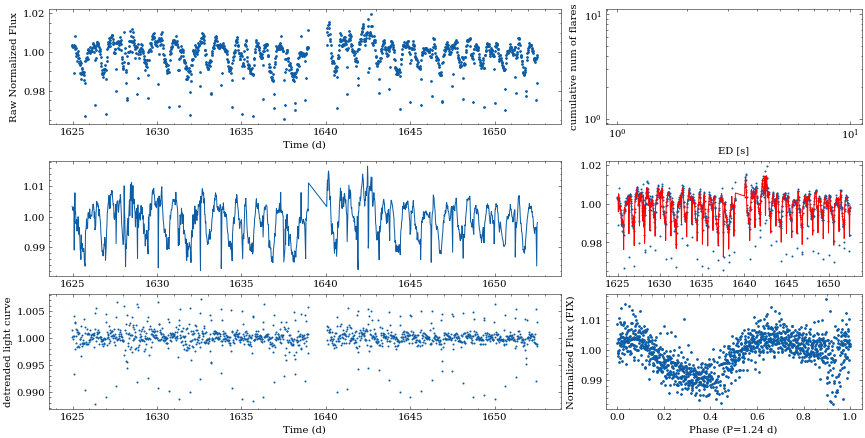 Raw Normalized Flux
1.02
1.00
0.98
1625 1630 1635 1640 1645 1650
Time (d)
cumulative num of flares
10¹
10⁰
10⁰ 10¹
ED [s]
1.01
1.00
0.99
1625 1630 1635 1640 1645 1650
1.02
1.00
0.98
1625 1630 1635 1640 1645 1650
detrended light curve
1.005
1.000
0.995
0.990
1625 1630 1635 1640 1645 1650
Time (d)
Normalized Flux (FIX)
1.01
1.00
0.99
0.0 0.2 0.4 0.6 0.8 1.0
Phase (P=1.24 d)